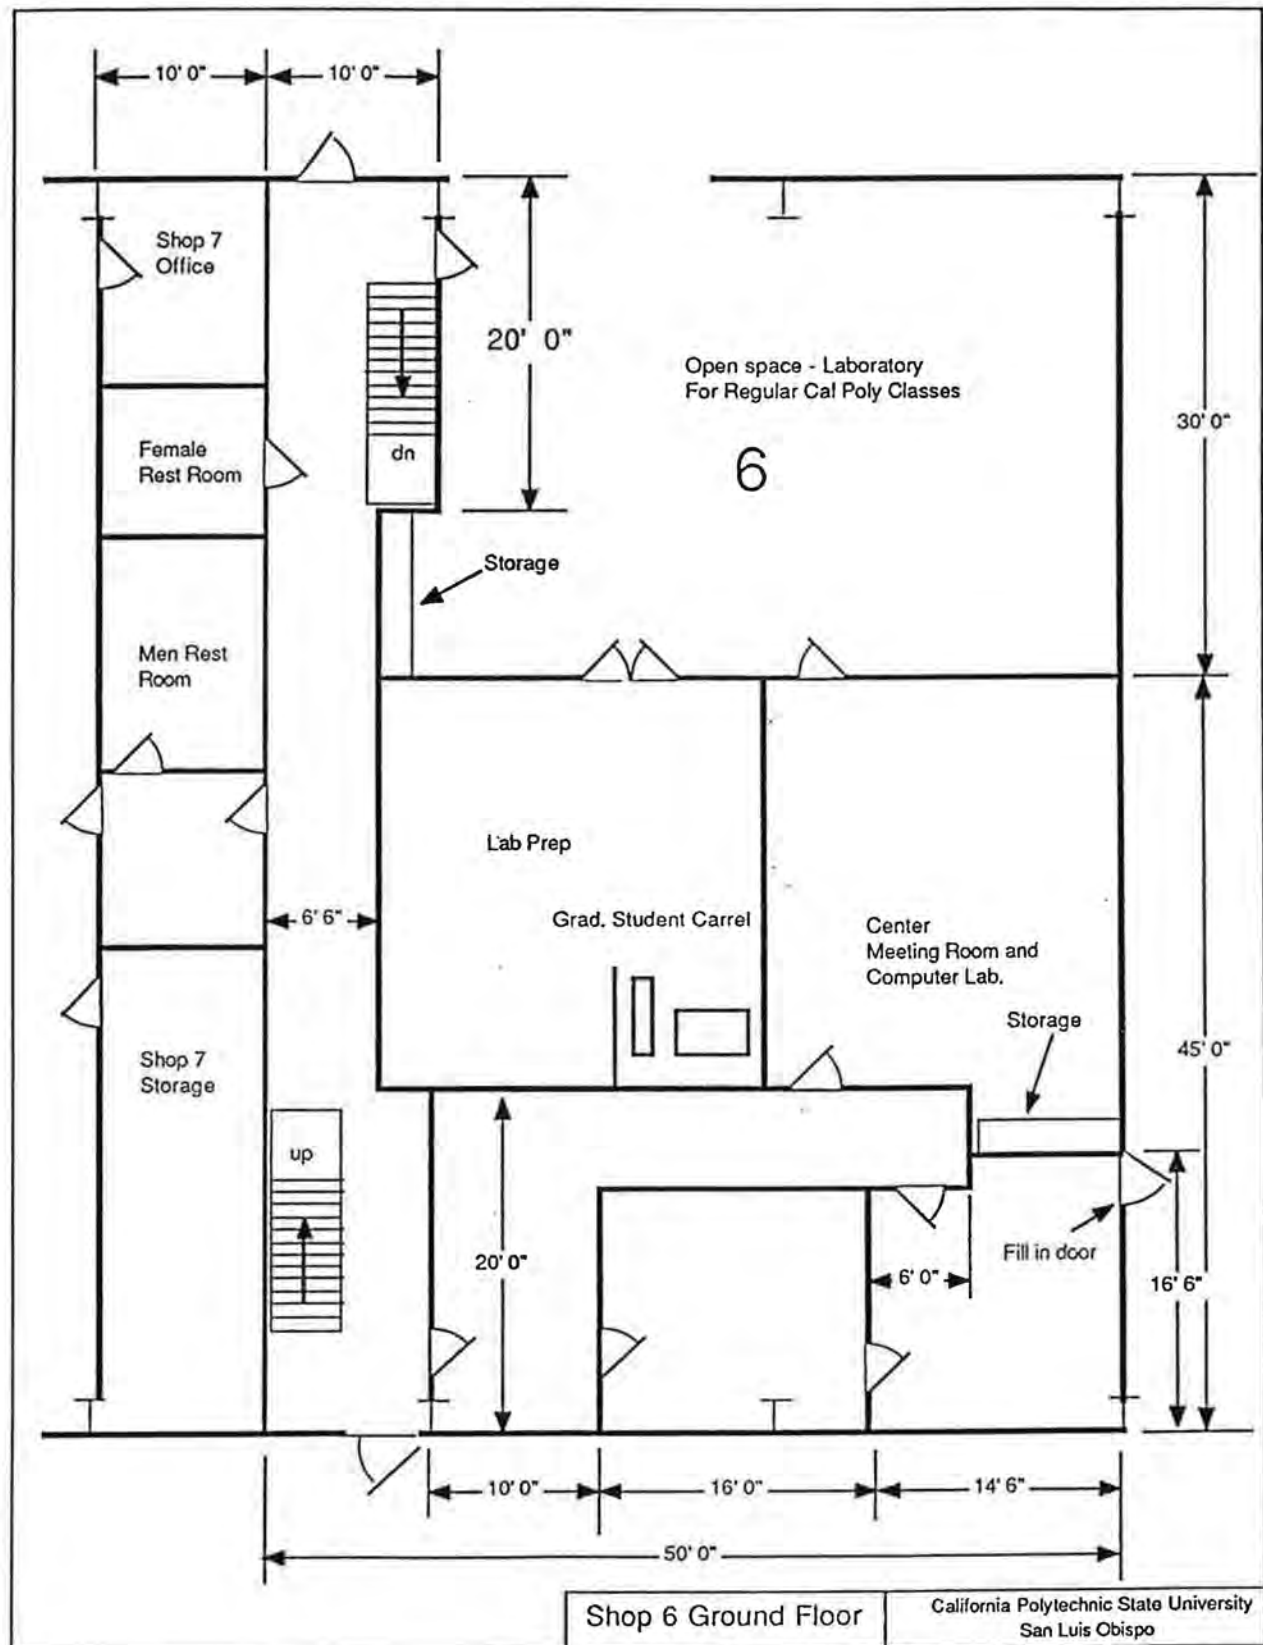 10' 0"
10' 0"
Shop 7
Office
20' 0"
Open space - Laboratory
For Regular Cal Poly Classes
30' 0"
Female
Rest Room
dn
6
Storage
Men Rest
Room
Lab Prep
6' 6"
Grad. Student Carrel
Center
Meeting Room and
Computer Lab.
Storage
45' 0"
Shop 7
Storage
up
20' 0"
Fill in door
6' 0"
16' 6"
10' 0"
16' 0"
14' 6"
50' 0"
Shop 6 Ground Floor
California Polytechnic State University
San Luis Obispo